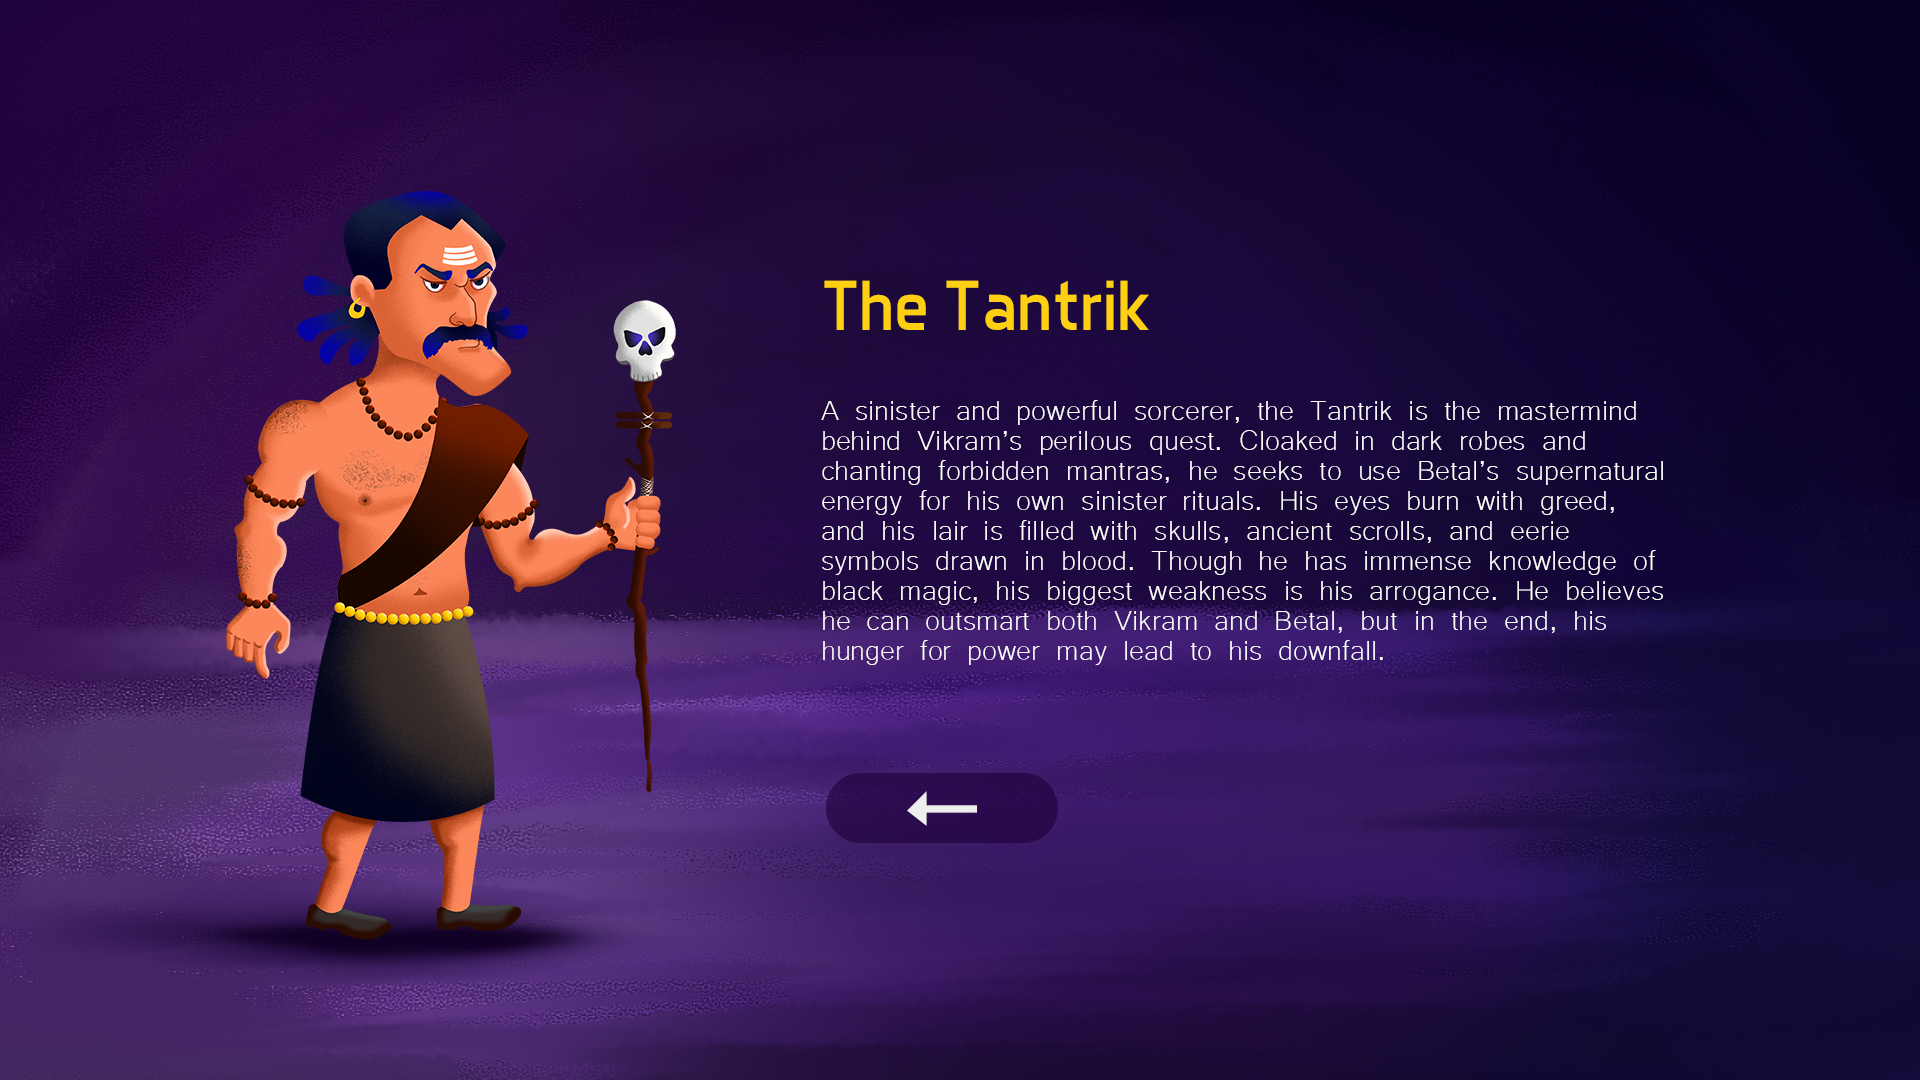 The Tantrik
A sinister and powerful sorcerer, the Tantrik is the mastermind
behind Vikram’s perilous quest. Cloaked in dark robes and
chanting forbidden mantras, he seeks to use Betal’s supernatural
energy for his own sinister rituals. His eyes burn with greed,
and his lair is filled with skulls, ancient scrolls, and eerie
symbols drawn in blood. Though he has immense knowledge of
black magic, his biggest weakness is his arrogance. He believes
he can outsmart both Vikram and Betal, but in the end, his
hunger for power may lead to his downfall.